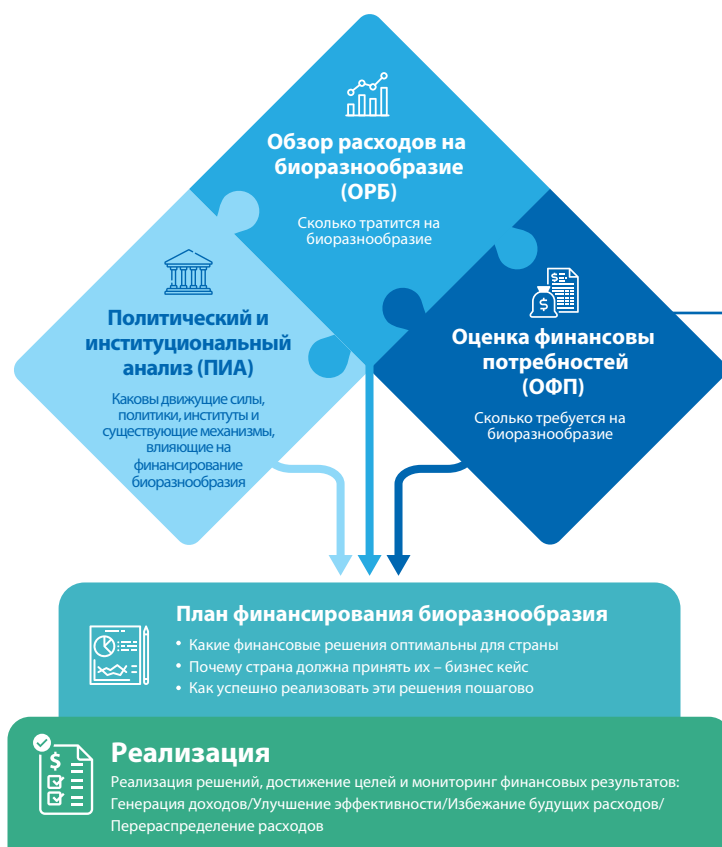 Обзор расходов на
биоразнообразие
(ОРБ)
Сколько тратится на
биоразнообразие
Политический и
институциональный
анализ (ПИА)
Каковы движущие силы,
политики, институты и
существующие механизмы,
влияющие на
финансирование
биоразнообразия
$
$
Оценка финансовы
потребностей
(ОФП)
Сколько требуется на
биоразнообразие
План финансирования биоразнообразия
• Какие финансовые решения оптимальны для страны
• Почему страна должна принять их – бизнес кейс
• Как успешно реализовать эти решения пошагово
$
Реализация
Реализация решений, достижение целей и мониторинг финансовых результатов:
Генерация доходов/Улучшение эффективности/Избежание будущих расходов/
Перераспределение расходов